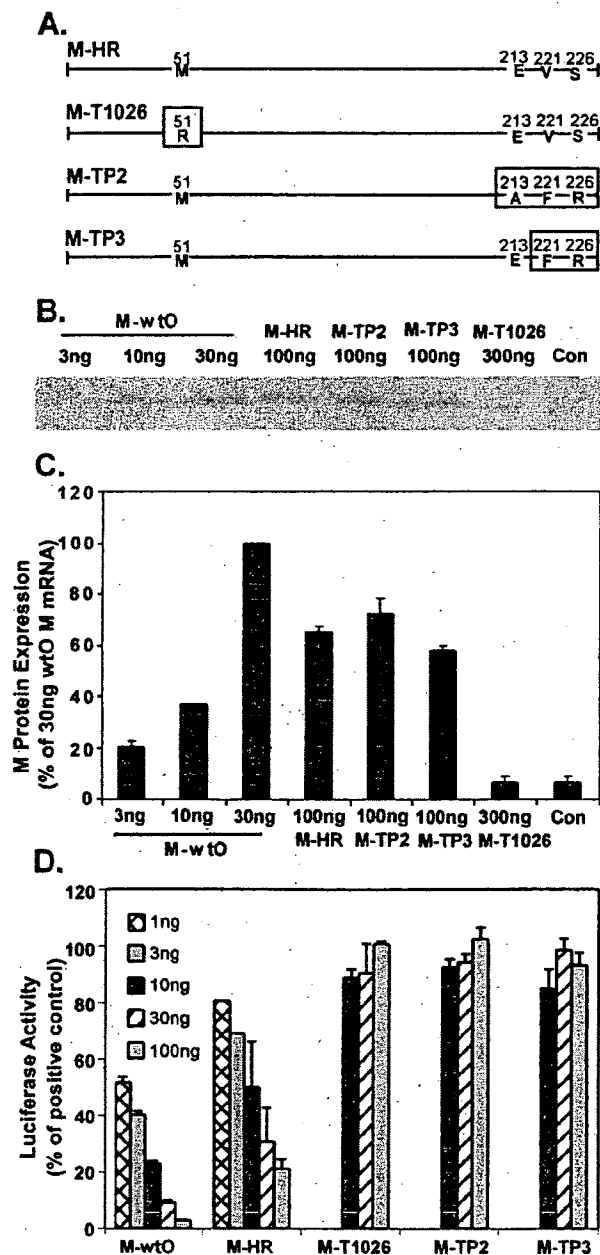 A.
M-HR
51
213 221 226
M
E V S
M-T1026
51
213 221 226
R
E V S
M-TP2
51
213 221 226
M
A F R
M-TP3
51
213 221 226
M
E F R
B.
M-wtO
M-HR M-TP2 M-TP3 M-T1026
3ng 10ng 30ng 100ng 100ng 100ng 300ng Con
C.
M Protein Expression
(% of 30ng wtO M mRNA)
120
100
80
60
40
20
0
3ng 10ng 30ng 100ng 100ng 100ng 300ng Con
M-HR M-TP2 M-TP3 M-T1026
M-wtO
D.
Luciferase Activity
(% of positive control)
120
100
80
60
40
20
0
1ng
3ng
10ng
30ng
100ng
M-wtO M-HR M-T1026 M-TP2 M-TP3